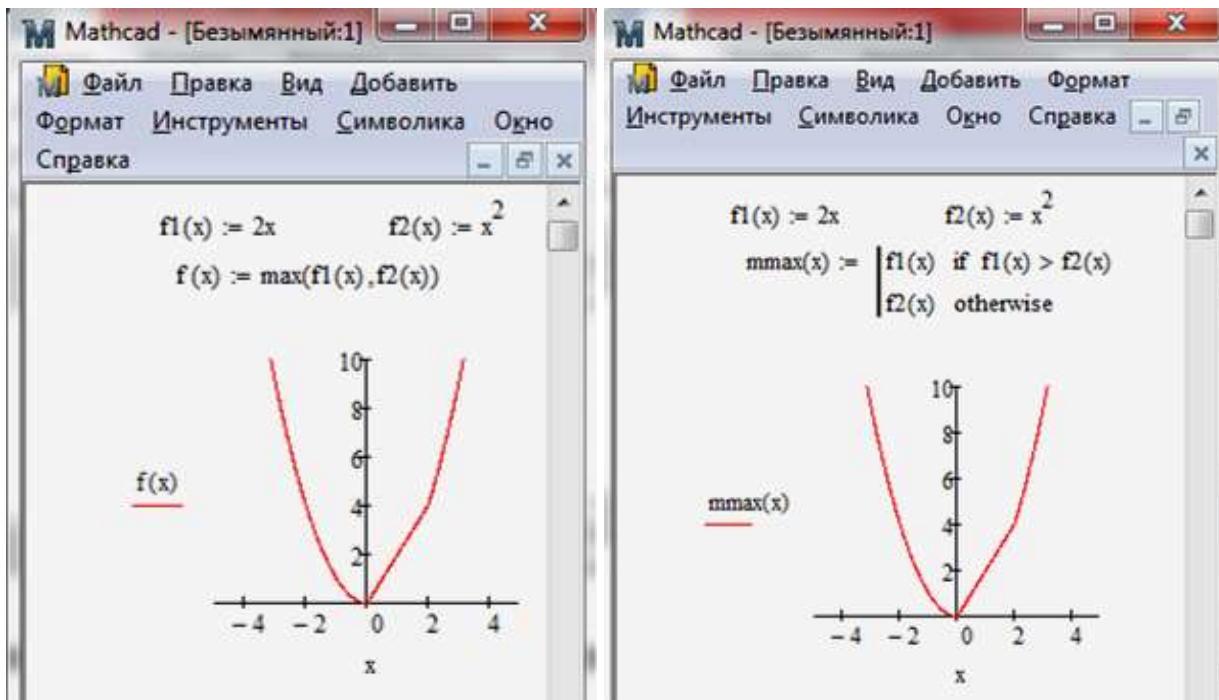 Mathcad - [Безымянный:1]
Файл Правка Вид Добавить
Формат Инструменты Символика Окно
Справка
f1(x) := 2x f2(x) := x^2
f(x) := max(f1(x),f2(x))
10
8
6
f(x)
4
2
-4 -2 0 2 4
x
Mathcad - [Безымянный:1]
Файл Правка Вид Добавить Формат
Инструменты Символика Окно Справка
f1(x) := 2x f2(x) := x^2
mmax(x) := f1(x) if f1(x) > f2(x)
f2(x) otherwise
10
8
6
mmax(x)
4
2
-4 -2 0 2 4
x